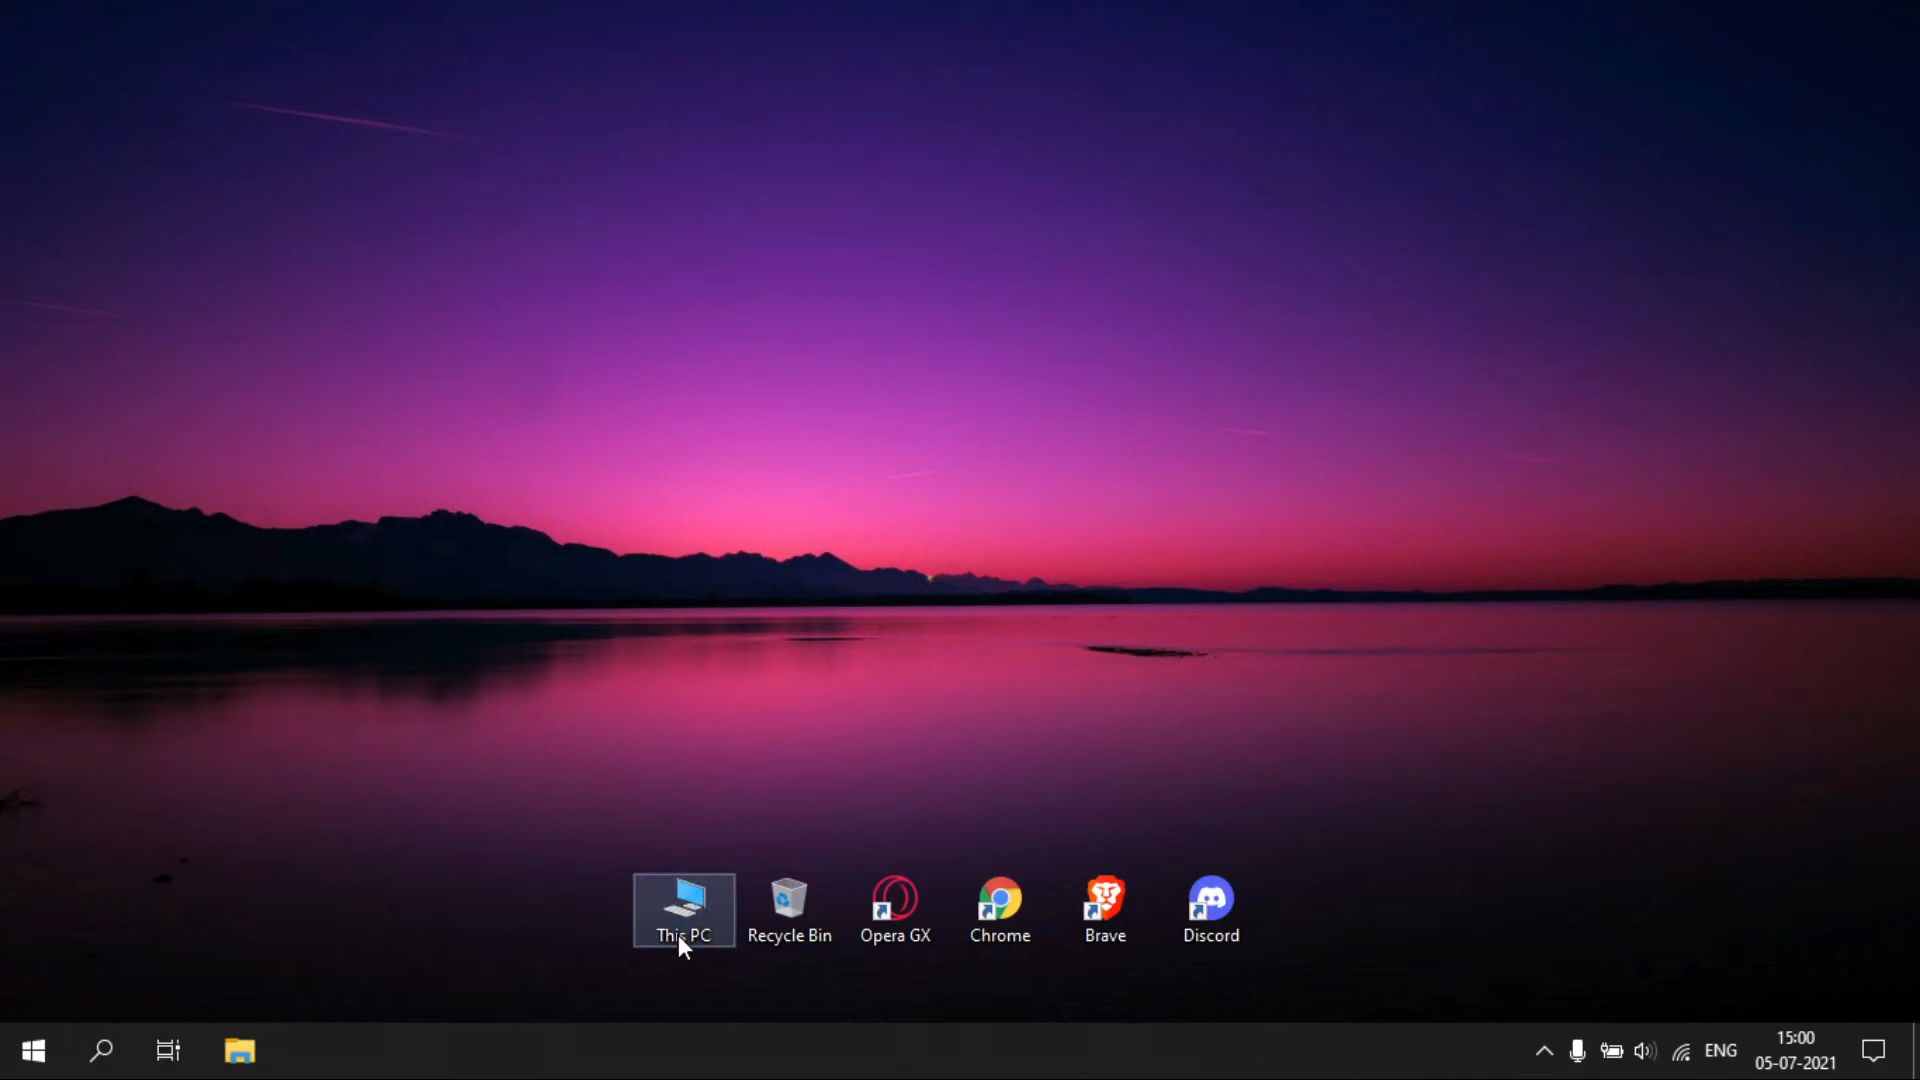 This PC
Recycle Bin
Opera GX
Chrome
Brave
Discord
ENG
15:00
05-07-2021